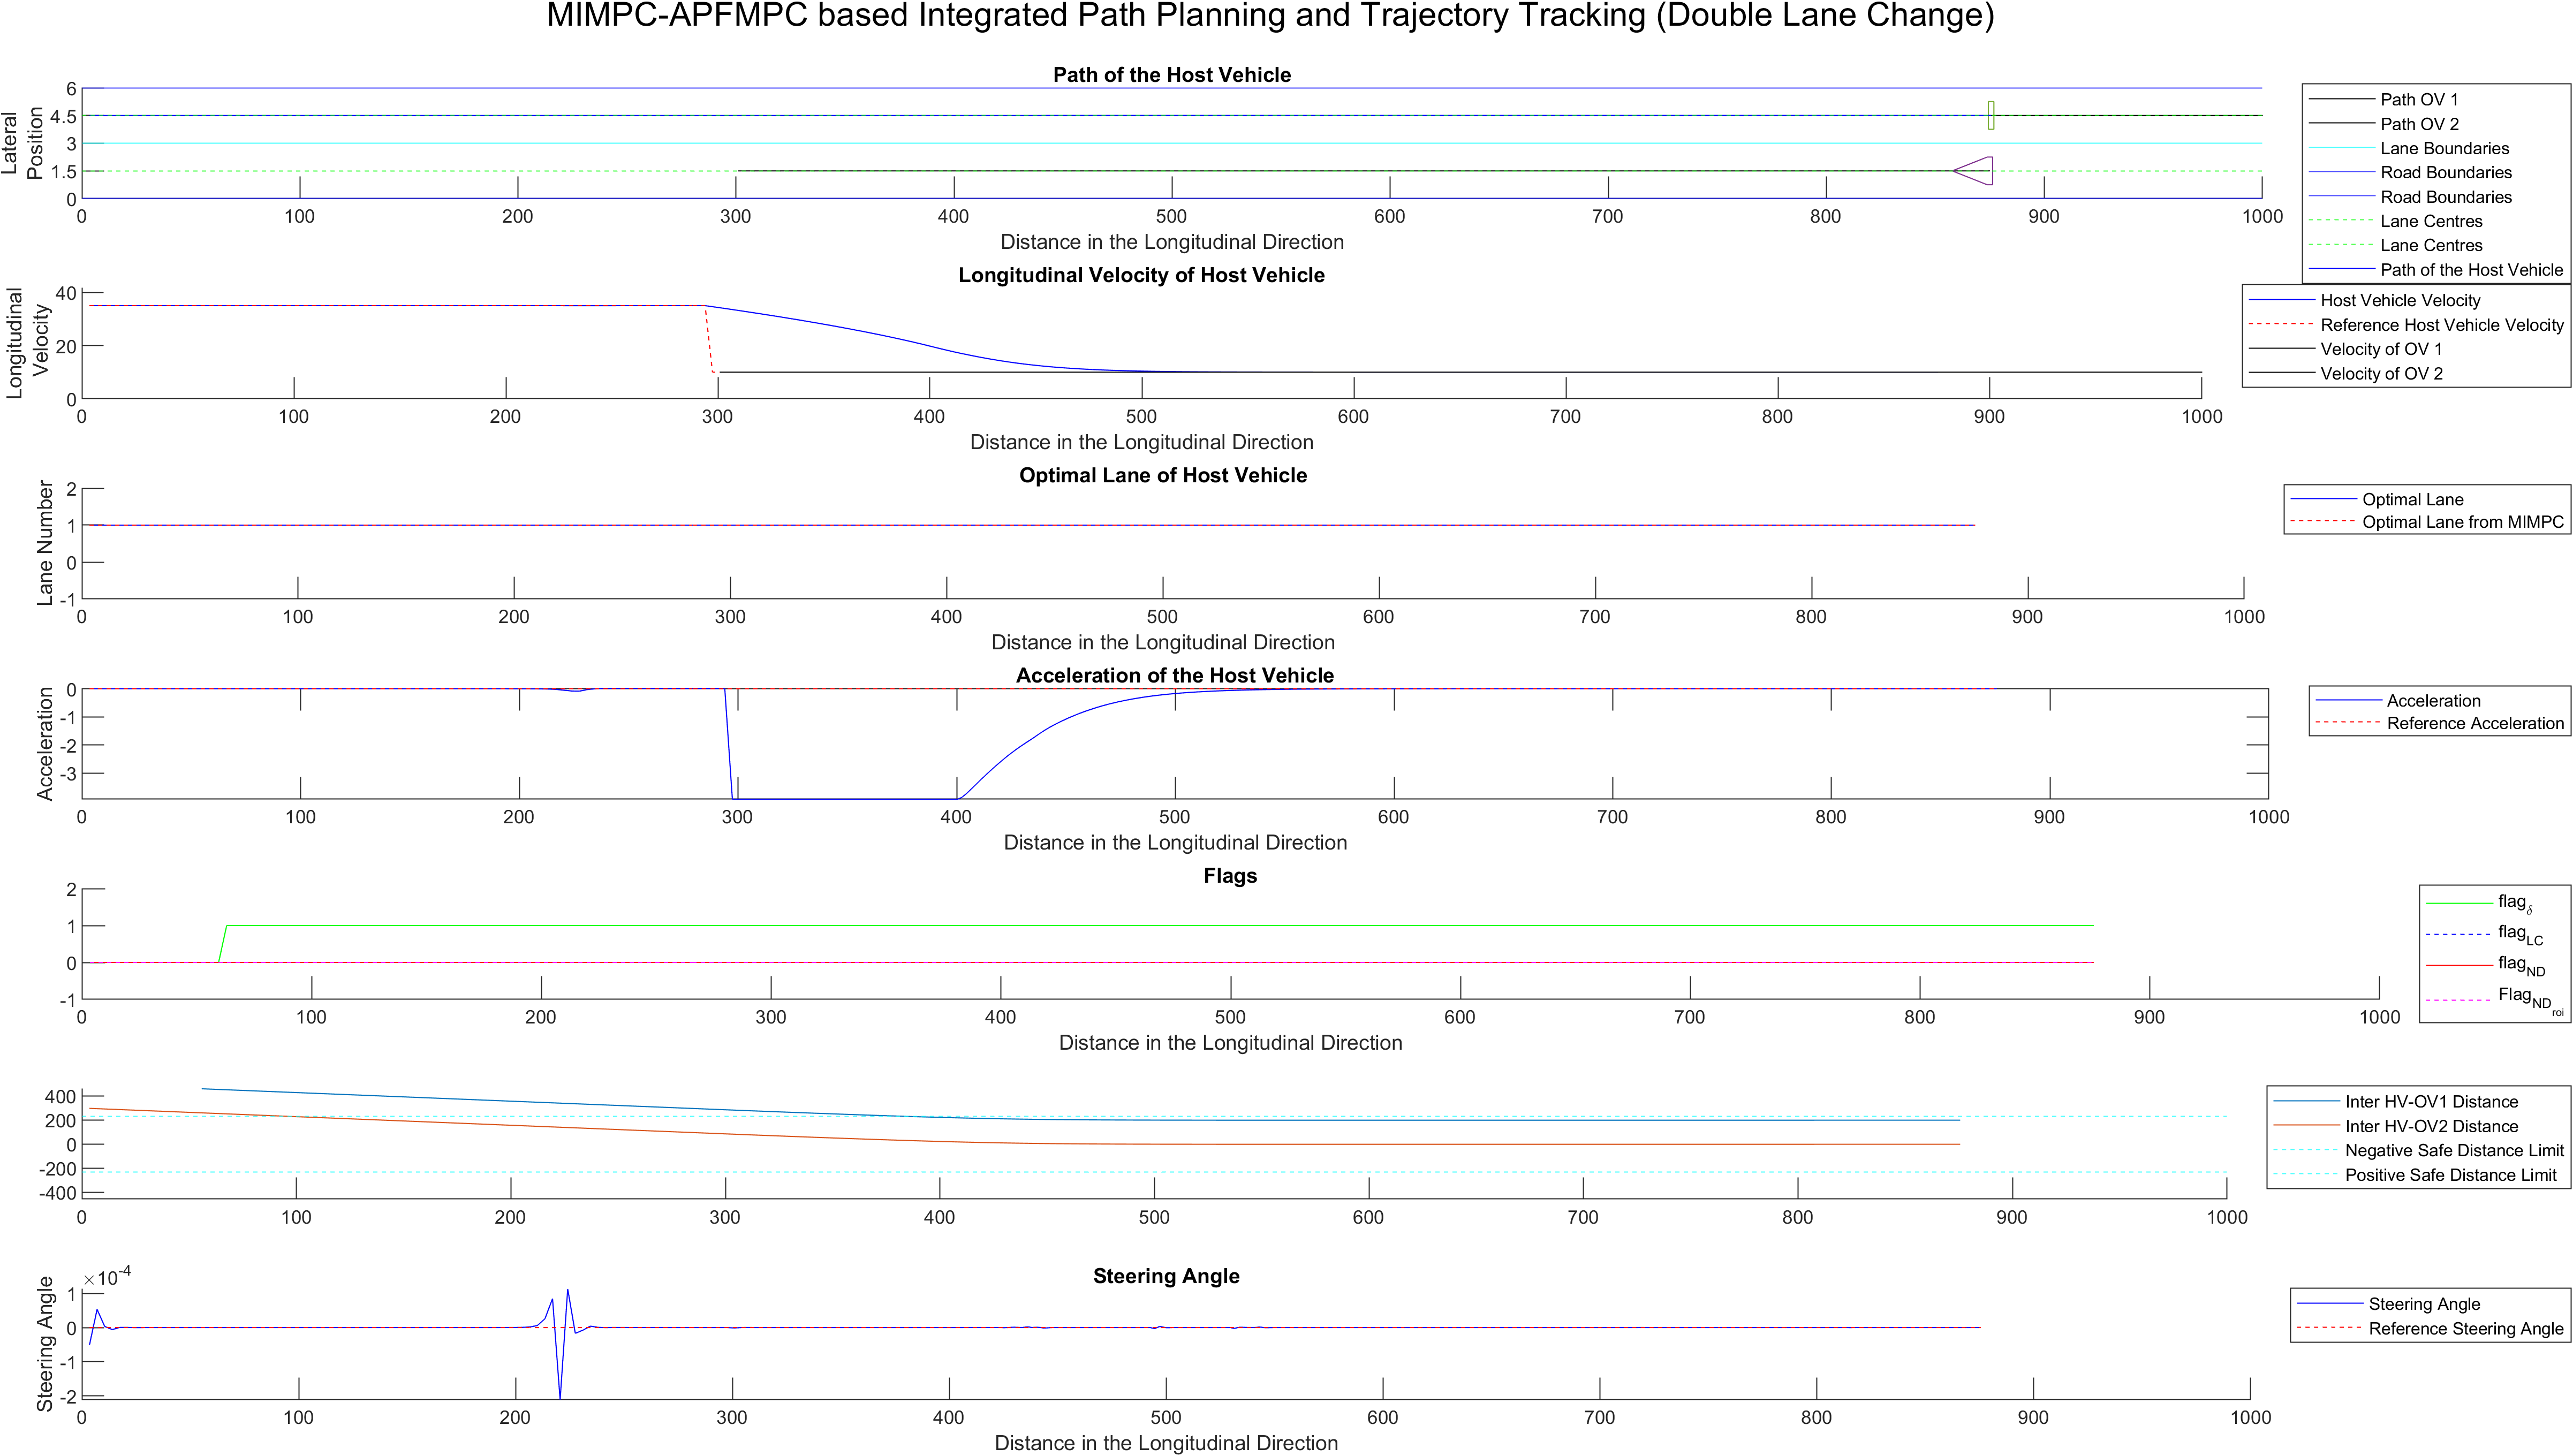 MIMPC-APFMPC based Integrated Path Planning and Trajectory Tracking (Double Lane Change)
Path of the Host Vehicle
Lateral
Position
6
4.5
3
1.5
0
0 100 200 300 400 500 600 700 800 900 1000
Distance in the Longitudinal Direction
Path OV 1
Path OV 2
Lane Boundaries
Road Boundaries
Road Boundaries
Lane Centres
Lane Centres
Path of the Host Vehicle
Longitudinal Velocity of Host Vehicle
Longitudinal
Velocity
40
20
0
0 100 200 300 400 500 600 700 800 900 1000
Distance in the Longitudinal Direction
Host Vehicle Velocity
Reference Host Vehicle Velocity
Velocity of OV 1
Velocity of OV 2
Optimal Lane of Host Vehicle
Lane Number
2
1
0
-1
0 100 200 300 400 500 600 700 800 900 1000
Distance in the Longitudinal Direction
Optimal Lane
Optimal Lane from MIMPC
Acceleration of the Host Vehicle
Acceleration
0
-1
-2
-3
0 100 200 300 400 500 600 700 800 900 1000
Distance in the Longitudinal Direction
Acceleration
Reference Acceleration
Flags
2
1
0
-1
0 100 200 300 400 500 600 700 800 900 1000
Distance in the Longitudinal Direction
flagδ
flagLC
flagND
FlagNDroi
400
200
0
-200
-400
0 100 200 300 400 500 600 700 800 900 1000
Inter HV-OV1 Distance
Inter HV-OV2 Distance
Negative Safe Distance Limit
Positive Safe Distance Limit
Steering Angle
×10-4
Steering Angle
1
0
-1
-2
0 100 200 300 400 500 600 700 800 900 1000
Distance in the Longitudinal Direction
Steering Angle
Reference Steering Angle